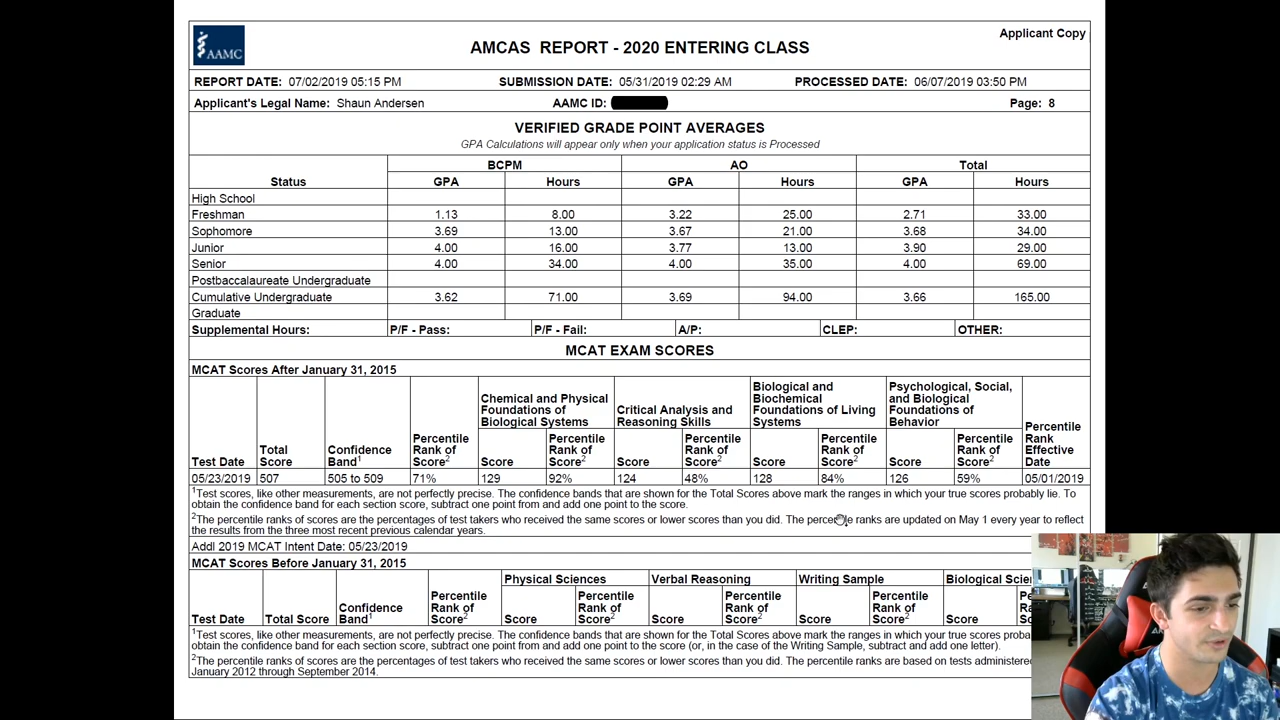 AAMC
Applicant Copy
AMCAS REPORT - 2020 ENTERING CLASS
REPORT DATE: 07/02/2019 05:15 PM SUBMISSION DATE: 05/31/2019 02:29 AM PROCESSED DATE: 06/07/2019 03:50 PM
Applicant's Legal Name: Shaun Andersen AAMC ID: Page: 8
VERIFIED GRADE POINT AVERAGES
GPA Calculations will appear only when your application status is Processed
BCPM AO Total
Status GPA Hours GPA Hours GPA Hours
High School
Freshman 1.13 8.00 3.22 25.00 2.71 33.00
Sophomore 3.69 13.00 3.67 21.00 3.68 34.00
Junior 4.00 16.00 3.77 13.00 3.90 29.00
Senior 4.00 34.00 4.00 35.00 4.00 69.00
Postbaccalaureate Undergraduate
Cumulative Undergraduate 3.62 71.00 3.69 94.00 3.66 165.00
Graduate
Supplemental Hours: P/F - Pass: P/F - Fail: A/P: CLEP: OTHER:
MCAT EXAM SCORES
MCAT Scores After January 31, 2015
Biological and Psychological, Social,
Chemical and Physical Biochemical and Biological
Foundations of Critical Analysis and Foundations of Living Foundations of
Biological Systems Reasoning Skills Systems Behavior Percentile
Percentile Percentile Percentile Percentile Percentile Rank
Total Confidence Rank of Rank of Rank of Rank of Rank of Effective
Test Date Score Band1 Score2 Score Score2 Score Score2 Score Score2 Score Score2 Date
05/23/2019 507 505 to 509 71% 129 92% 124 48% 128 84% 126 59% 05/01/2019
1Test scores, like other measurements, are not perfectly precise. The confidence bands that are shown for the Total Scores above mark the ranges in which your true scores probably lie. To
obtain the confidence band for each section score, subtract one point from and add one point to the score.
2The percentile ranks of scores are the percentages of test takers who received the same scores or lower scores than you did. The percentile ranks are updated on May 1 every year to reflect
the results from the three most recent previous calendar years.
Addl 2019 MCAT Intent Date: 05/23/2019
MCAT Scores Before January 31, 2015
Physical Sciences Verbal Reasoning Writing Sample Biological
Percentile Percentile Percentile Percentile
Confidence Rank of Rank of Rank of Rank of
Test Date Total Score Band1 Score2 Score Score2 Score Score2 Score Score2 Score
1Test scores, like other measurements, are not perfectly precise. The confidence bands that are shown for the Total Scores above mark the ranges in which your true scores proba
obtain the confidence band for each section score, subtract one point from and add one point to the score (or, in the case of the Writing Sample, subtract and add one letter).
2The percentile ranks of scores are the percentages of test takers who received the same scores or lower scores than you did. The percentile ranks are based on tests administered
January 2012 through September 2014.